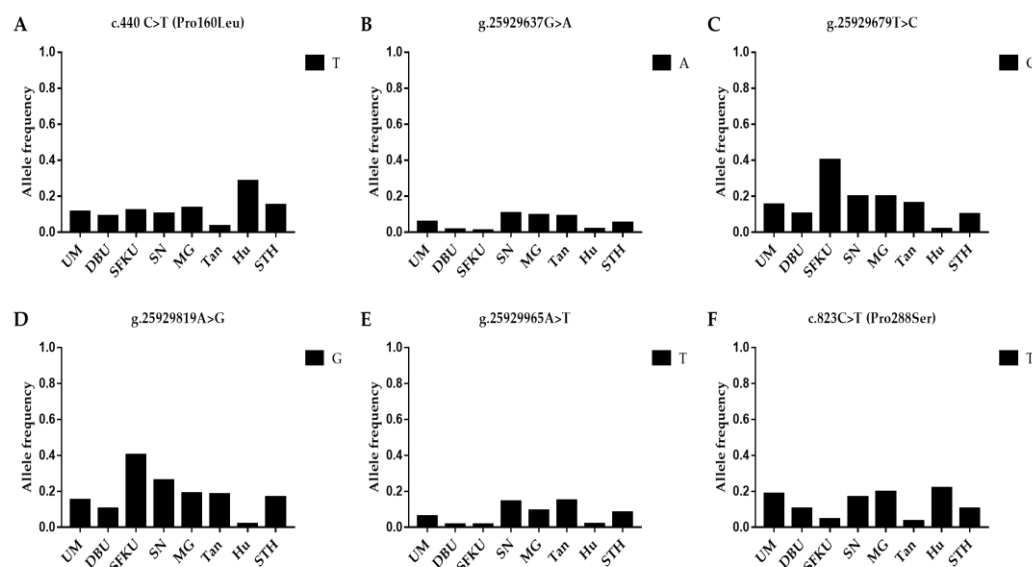 A c.440 C>T (Pro160Leu)
T
Allele frequency
1.0
0.8
0.6
0.4
0.2
0.0
UM DBU SFKU SN MG Tan Hu STH
B g.25929637G>A
A
Allele frequency
1.0
0.8
0.6
0.4
0.2
0.0
UM DBU SFKU SN MG Tan Hu STH
C g.25929679T>C
C
Allele frequency
1.0
0.8
0.6
0.4
0.2
0.0
UM DBU SFKU SN MG Tan Hu STH
D g.25929819A>G
G
Allele frequency
1.0
0.8
0.6
0.4
0.2
0.0
UM DBU SFKU SN MG Tan Hu STH
E g.25929965A>T
T
Allele frequency
1.0
0.8
0.6
0.4
0.2
0.0
UM DBU SFKU SN MG Tan Hu STH
F c.823C>T (Pro288Ser)
T
Allele frequency
1.0
0.8
0.6
0.4
0.2
0.0
UM DBU SFKU SN MG Tan Hu STH